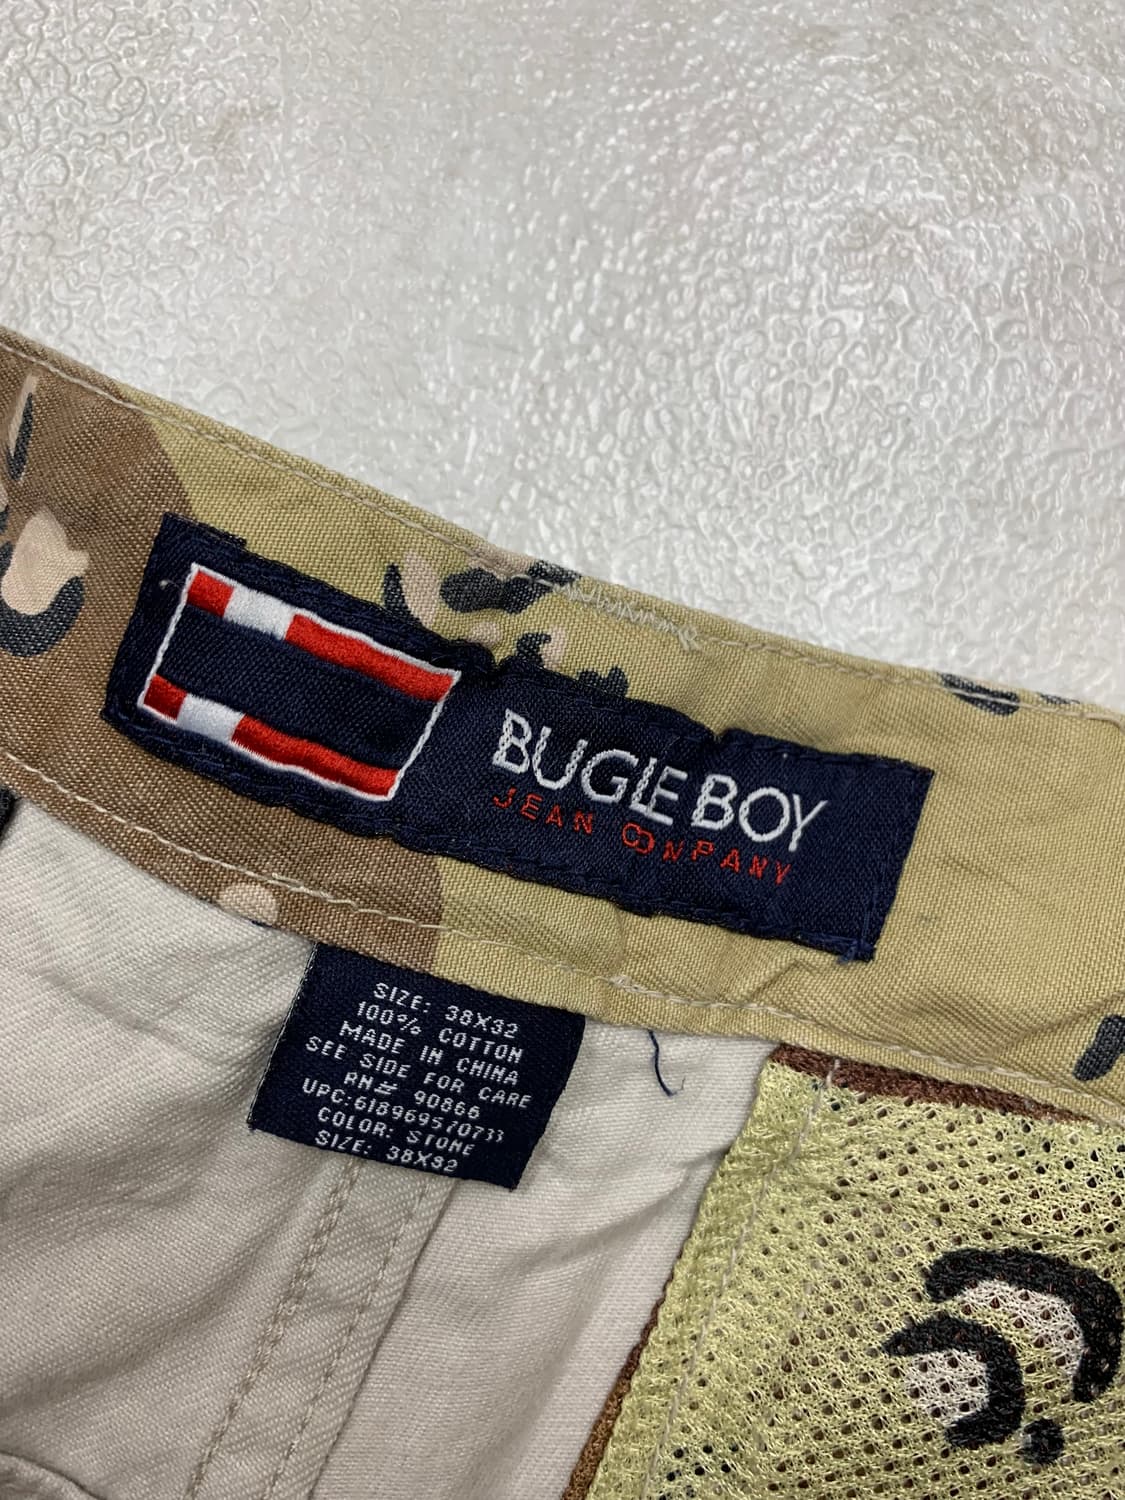 BUGLE BOY
JEAN COMPANY
SIZE: 38X32
100% COTTON
MADE IN CHINA
SEE SIDE FOR CARE
RN# 90866
UPC:618969570733
COLOR: STONE
SIZE: 38X32